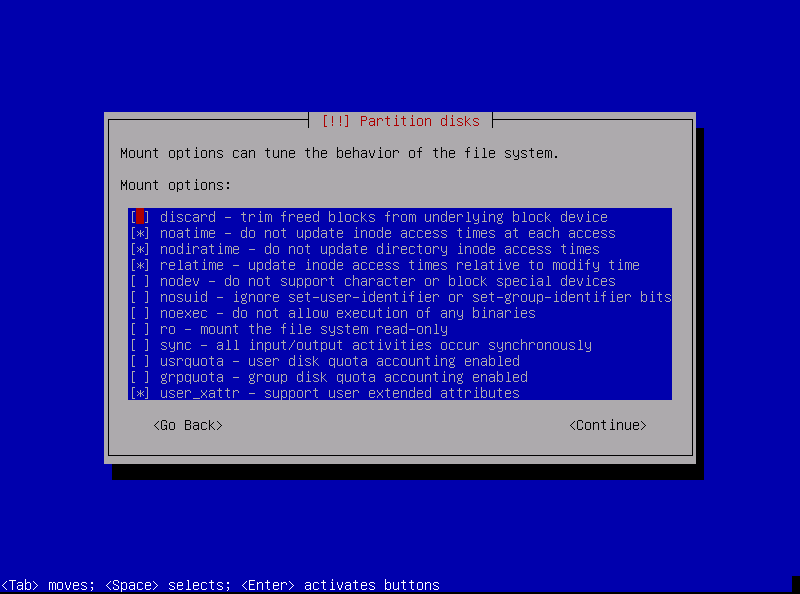 [!!] Partition disks
Mount options can tune the behavior of the file system.
Mount options:
[ ] discard - trim freed blocks from underlying block device
[*] noatime - do not update inode access times at each access
[*] nodiratime - do not update directory inode access times
[*] relatime - update inode access times relative to modify time
[ ] nodev - do not support character or block special devices
[ ] nosuid - ignore set-user-identifier or set-group-identifier bits
[ ] noexec - do not allow execution of any binaries
[ ] ro - mount the file system read-only
[ ] sync - all input/output activities occur synchronously
[ ] usrquota - user disk quota accounting enabled
[ ] grpquota - group disk quota accounting enabled
[*] user_xattr - support user extended attributes
<Go Back> <Continue>
<Tab> moves; <Space> selects; <Enter> activates buttons